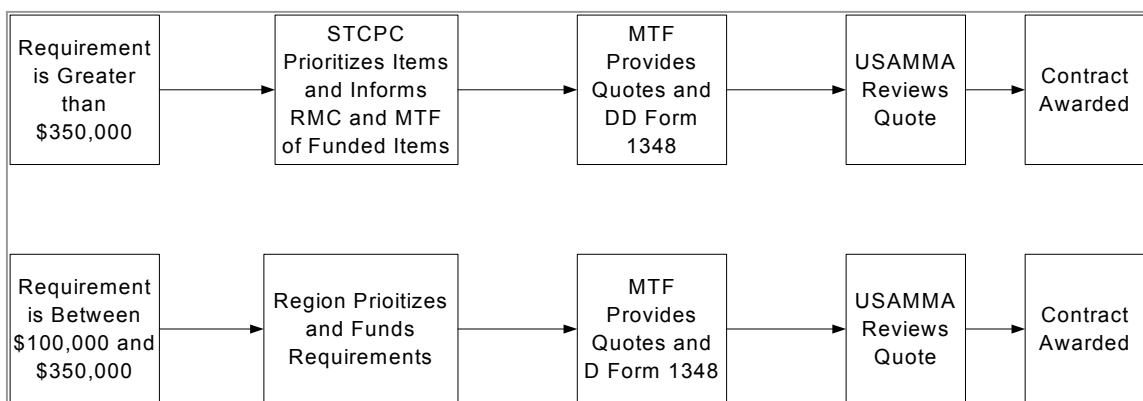 Requirement
is Greater
than
$350,000
STCPC
Prioritizes Items
and Informs
RMC and MTF
of Funded Items
MTF
Provides
Quotes and
DD Form
1348
USAMMA
Reviews
Quote
Contract
Awarded
Requirement
is Between
$100,000 and
$350,000
Region Prioitizes
and Funds
Requirements
MTF
Provides
Quotes and
D Form 1348
USAMMA
Reviews
Quote
Contract
Awarded